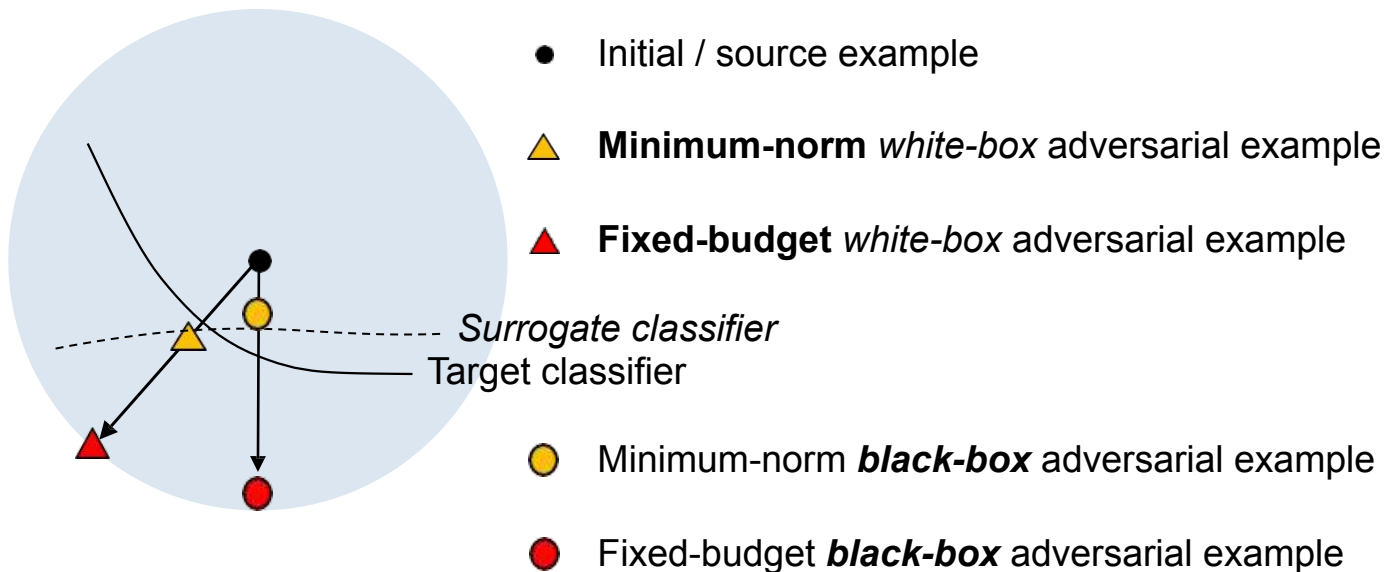 Initial / source example
Minimum-norm white-box adversarial example
Fixed-budget white-box adversarial example
Surrogate classifier
Target classifier
Minimum-norm black-box adversarial example
Fixed-budget black-box adversarial example